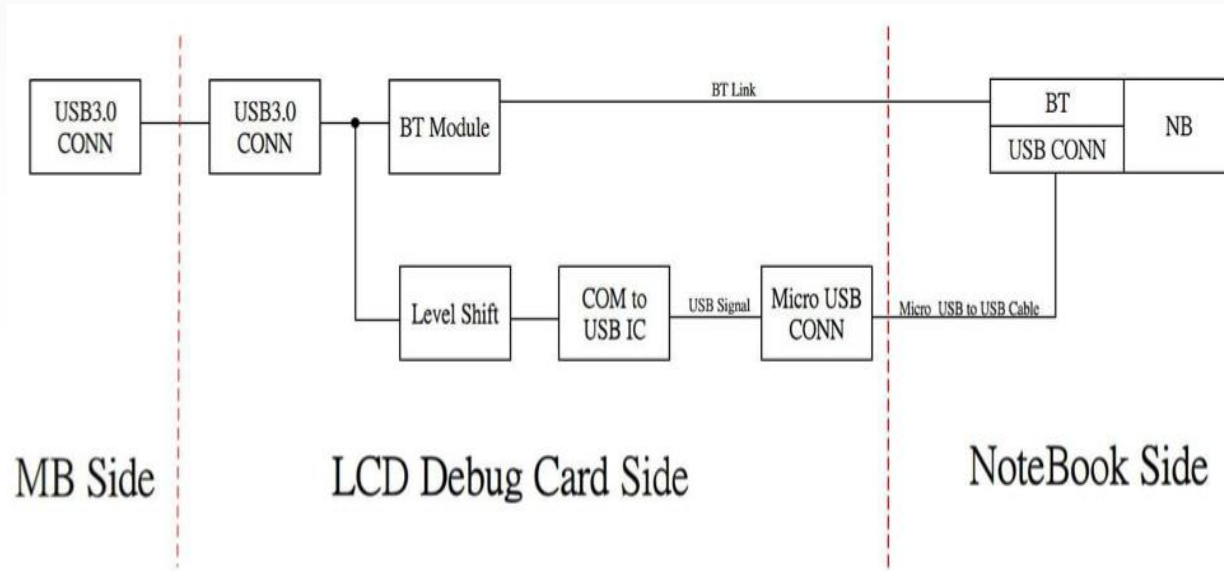 USB3.0
CONN
USB3.0
CONN
BT Module
BT Link
BT
USB CONN
NB
Level Shift
COM to
USB IC
USB Signal
Micro USB
CONN
Micro USB to USB Cable
MB Side
LCD Debug Card Side
NoteBook Side